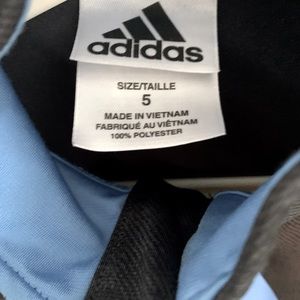 adidas
SIZE/TAILLE
5
MADE IN VIETNAM
FABRIQUÉ AU VIÊTNAM
100% POLYESTER